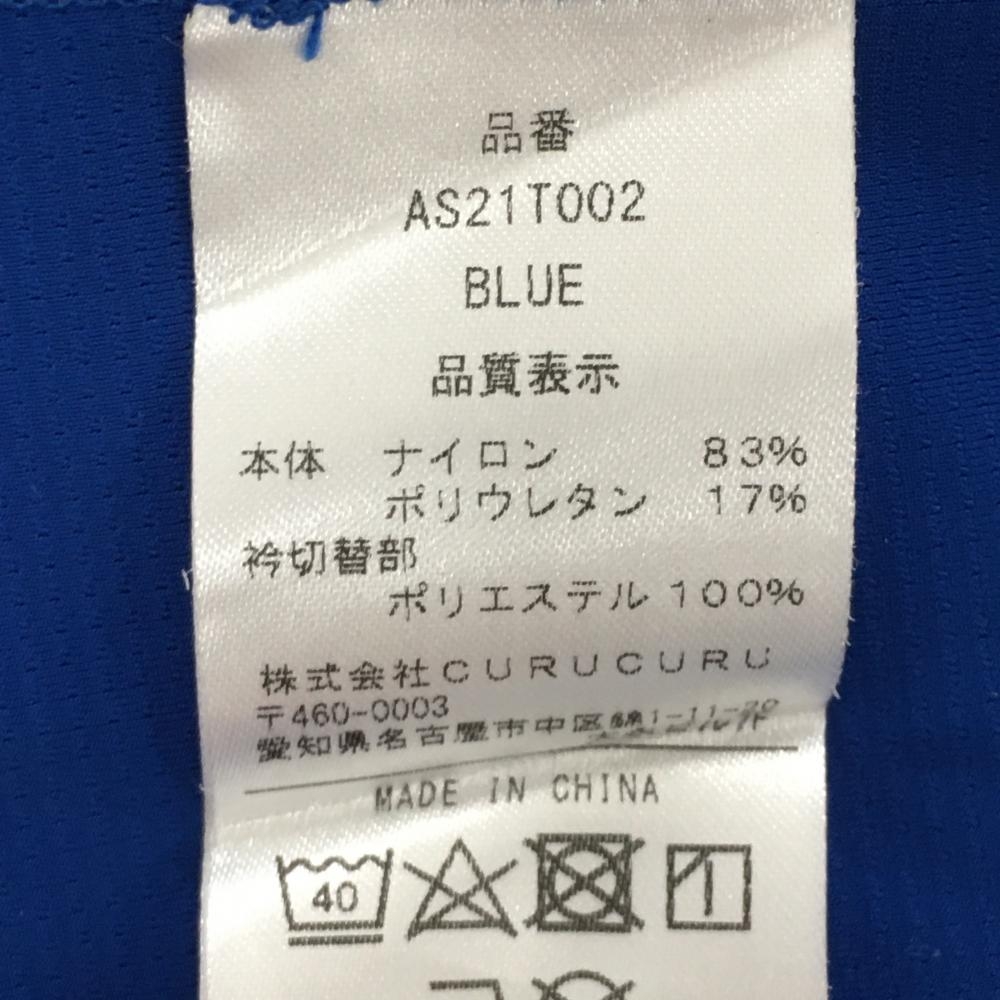 品番
AS21T002
BLUE
品質表示
本体 ナイロン 83%
ポリウレタン 17%
衿切替部
ポリエステル 100%
株式会社CURUCURU
〒460-0003
愛知県名古屋市中区錦
MADE IN CHINA
40